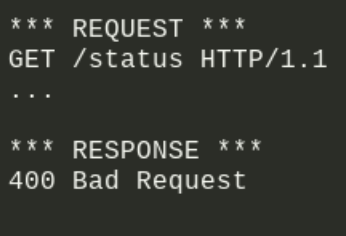 *** REQUEST ***
GET /status HTTP/1.1
...
*** RESPONSE ***
400 Bad Request